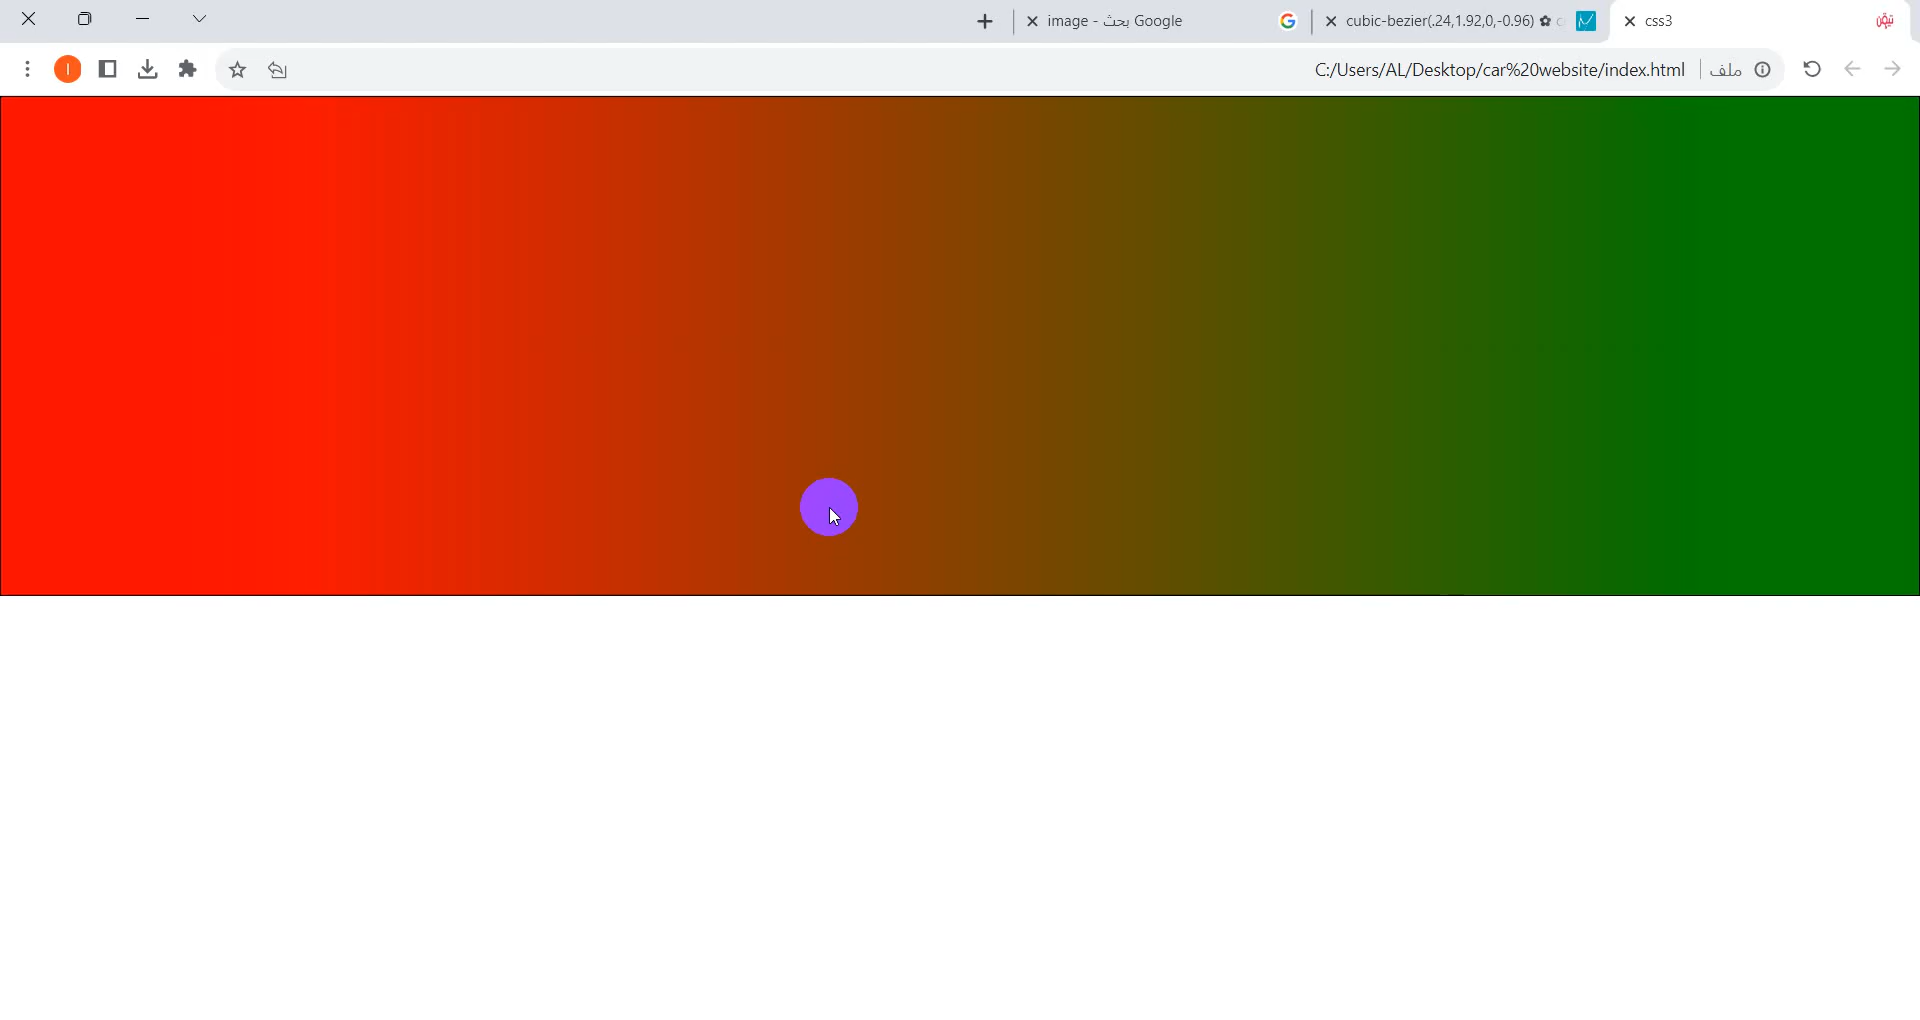 css3
cubic-bezier(.24,1.92,0,-0.96)
image - بحث Google
ملف
C:/Users/AL/Desktop/car%20website/index.html
I